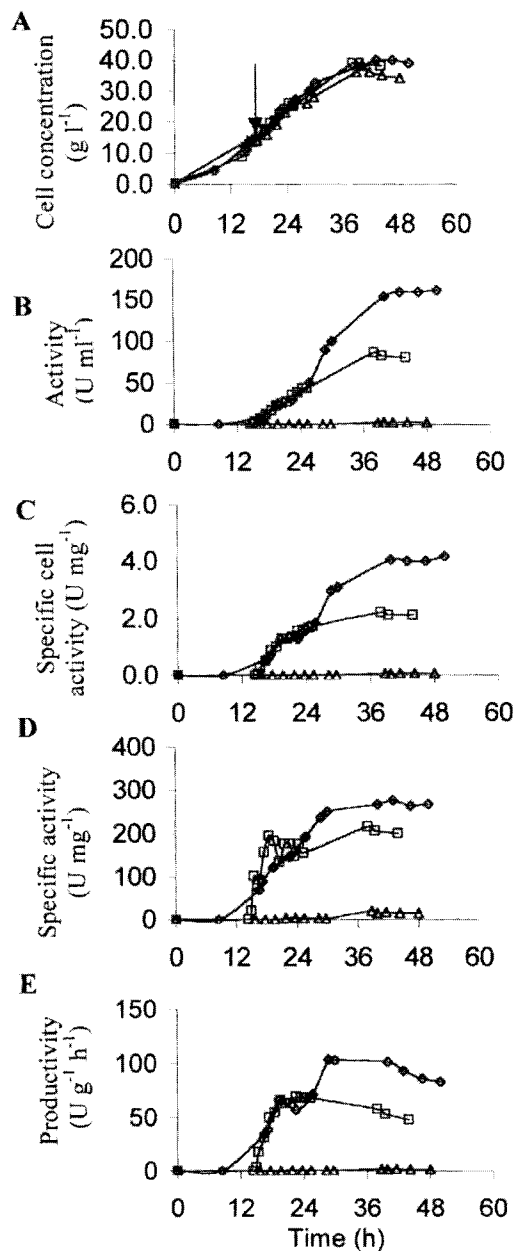 A
Cell concentration
(g l-1)
50.0
40.0
30.0
20.0
10.0
0.0
0 12 24 36 48 60
B
Activity
(U ml-1)
200
150
100
50
0
0 12 24 36 48 60
C
Specific cell
activity (U mg-1)
6.0
4.0
2.0
0.0
0 12 24 36 48 60
D
Specific activity
(U mg-1)
400
300
200
100
0
0 12 24 36 48 60
E
Productivity
(U g-1 h-1)
150
100
50
0
0 12 24 36 48 60
Time (h)